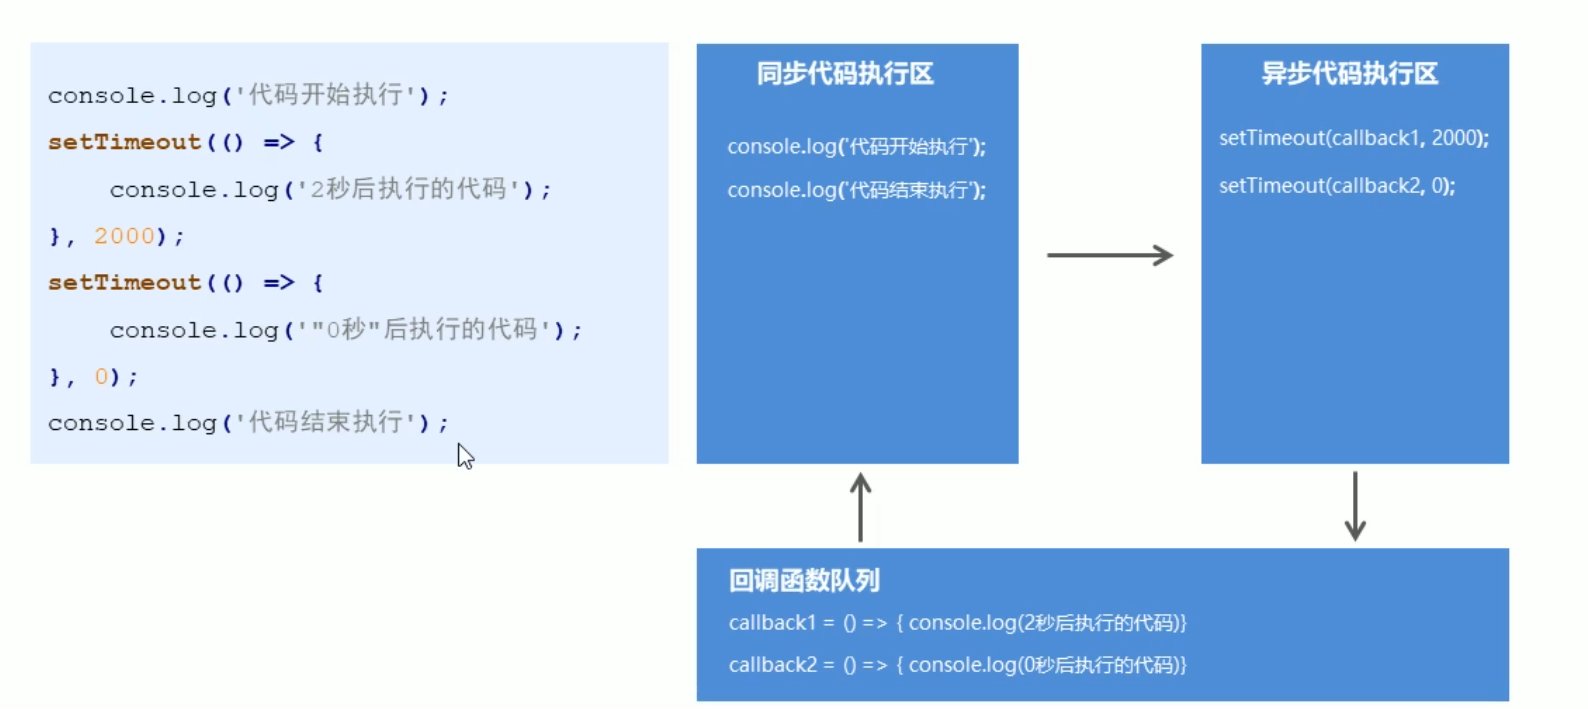 console.log('代码开始执行');
setTimeout(() => {
    console.log('2秒后执行的代码');
}, 2000);
setTimeout(() => {
    console.log('"0秒"后执行的代码');
}, 0);
console.log('代码结束执行');
同步代码执行区
console.log('代码开始执行');
console.log('代码结束执行');
异步代码执行区
setTimeout(callback1, 2000);
setTimeout(callback2, 0);
回调函数队列
callback1 = () => { console.log(2秒后执行的代码)}
callback2 = () => { console.log(0秒后执行的代码)}